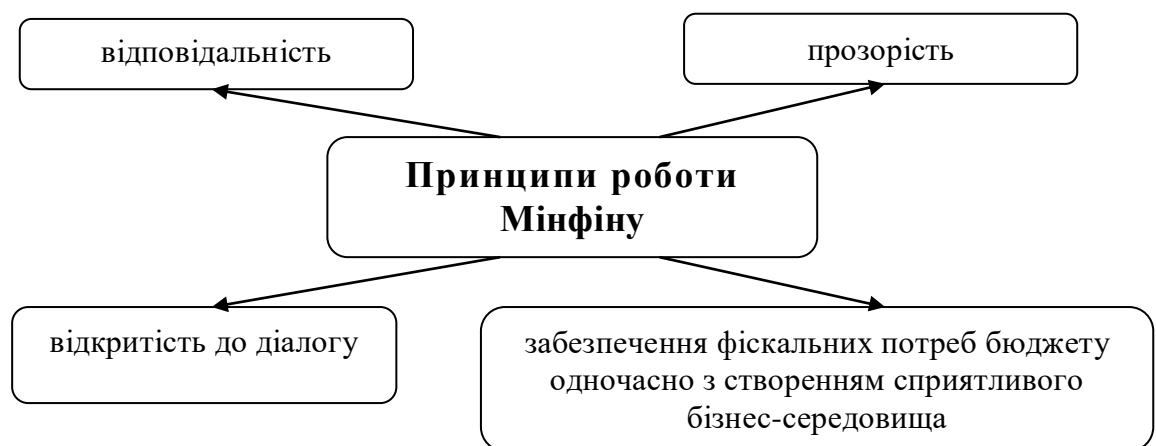 відповідальність
прозорість
Принципи роботи
Мінфіну
відкритість до діалогу
забезпечення фіскальних потреб бюджету
одночасно з створенням сприятливого
бізнес-середовища